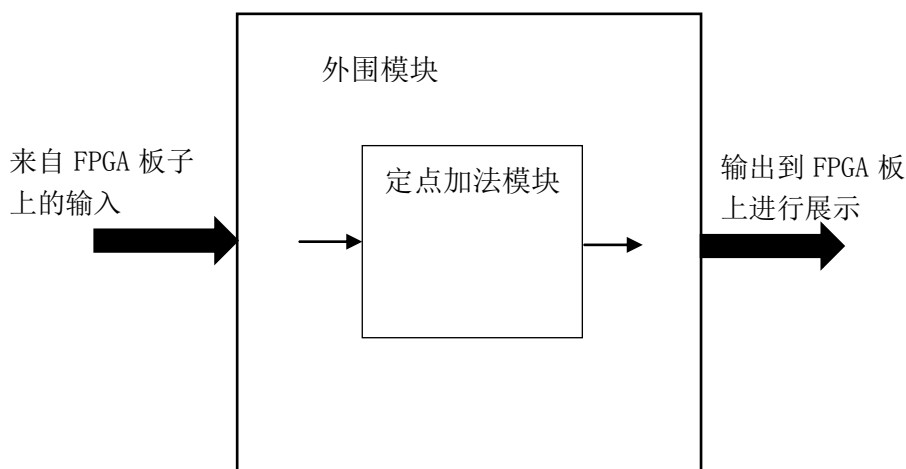 外围模块
来自 FPGA 板子
上的输入
定点加法模块
输出到 FPGA 板
上进行展示